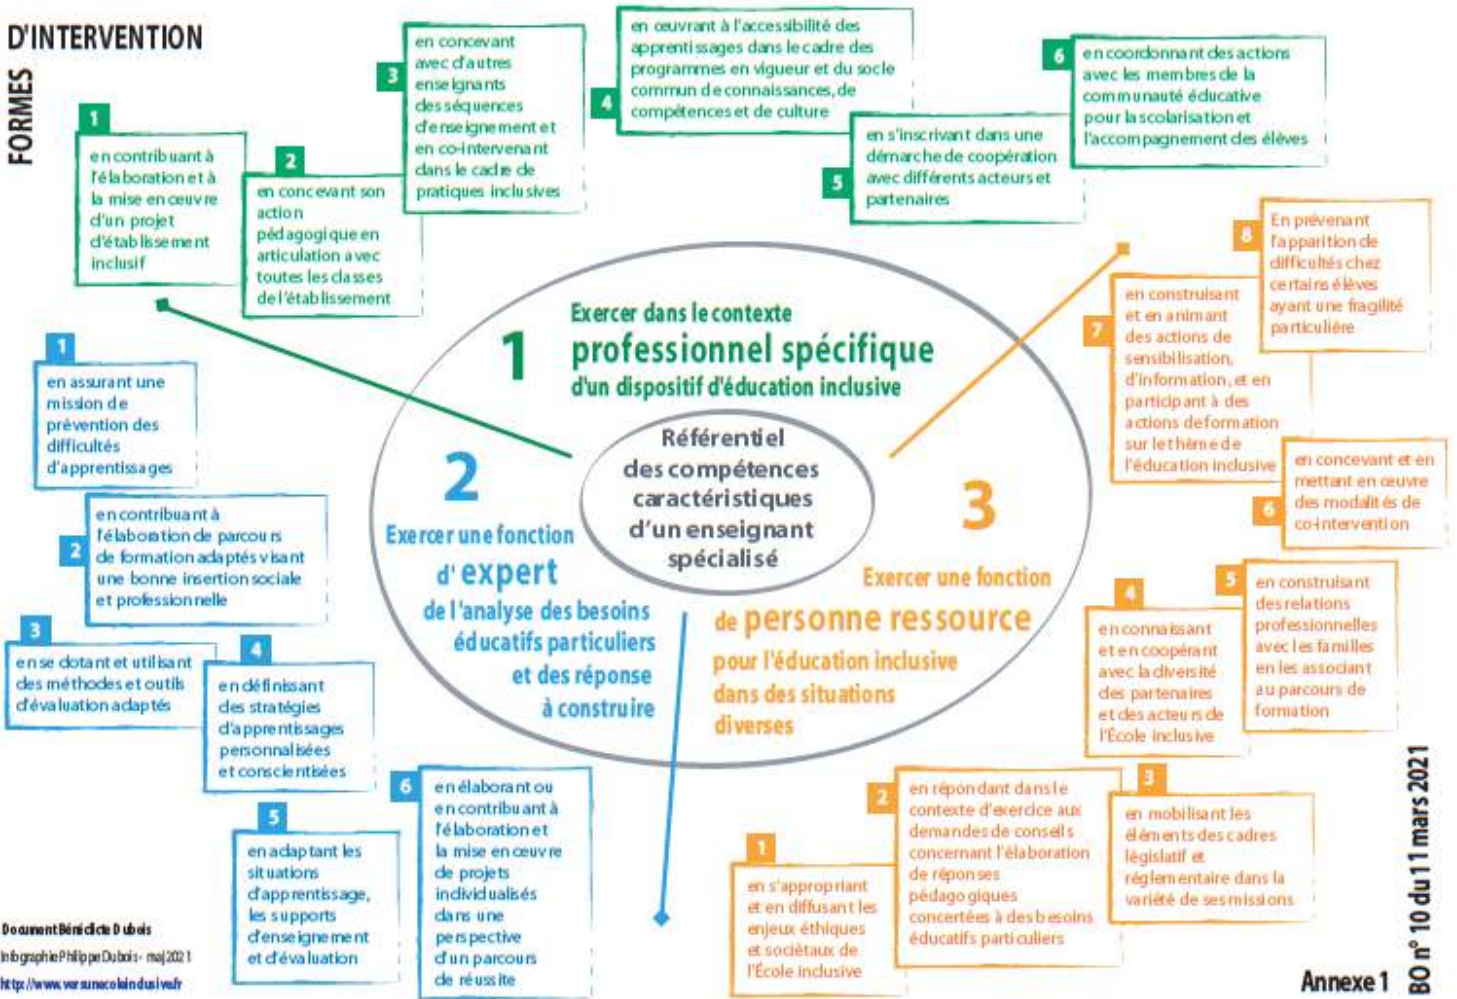 FORMES
D'INTERVENTION
1
en contribuant à
l'élaboration et à
la mise en œuvre
d'un projet
d'établissement
inclusif
2
en concevant son
action
pédagogique en
articulation avec
toutes les classes
de l'établissement
3
en concevant
avec d'autres
enseignants
des séquences
d'enseignement et
en co-intervenant
dans le cadre de
pratiques inclusives
4
en œuvrant à l'accessibilité des
apprentissages dans le cadre des
programmes en vigueur et du socle
commun de connaissances, de
compétences et de culture
5
en s'inscrivant dans une
démarche de coopération
avec différents acteurs et
partenaires
6
en coordonnant des actions
avec les membres de la
communauté éducative
pour la scolarisation et
l'accompagnement des élèves
1
Exercer dans le contexte
professionnel spécifique
d'un dispositif d'éducation inclusive
Référentiel
des compétences
caractéristiques
d'un enseignant
spécialisé
2
Exercer une fonction
d' expert
de l'analyse des besoins
éducatifs particuliers
et des réponse
à construire
3
Exercer une fonction
de personne ressource
pour l'éducation inclusive
dans des situations
diverses
1
en assurant une
mission de
prévention des
difficultés
d'apprentissages
2
en contribuant à
l'élaboration de parcours
de formation adaptés visant
une bonne insertion sociale
et professionnelle
3
en se dotant et utilisant
des méthodes et outils
d'évaluation adaptés
4
en définissant
des stratégies
d'apprentissages
personnalisées
et conscientisées
5
en adaptant les
situations
d'apprentissage,
les supports
d'enseignement
et d'évaluation
6
en élaborant ou
en contribuant à
l'élaboration et
la mise en œuvre
de projets
individualisés
dans une
perspective
d'un parcours
de réussite
1
en s'appropriant
et en diffusant les
enjeux éthiques
et sociétaux de
l'École inclusive
2
en répondant dans le
contexte d'exercice aux
demandes de conseils
concernant l'élaboration
de réponses
pédagogiques
concertées à des besoins
éducatifs particuliers
3
en mobilisant les
éléments des cadres
législatif et
réglementaire dans la
variété de ses missions
4
en connaissant
et en coopérant
avec la diversité
des partenaires
et des acteurs de
l'École inclusive
5
en construisant
des relations
professionnelles
avec les familles
en les associant
au parcours de
formation
6
en concevant et en
mettant en œuvre
des modalités de
co-intervention
7
en construisant
et en animant
des actions de
sensibilisation,
d'information, et en
participant à des
actions de formation
sur le thème de
l'éducation inclusive
8
En prévenant
l'apparition de
difficultés chez
certains élèves
ayant une fragilité
particulière
Document Bénédicte Dubois
Infographie Philippe Dubois - maj 2021
http://www.versunecoleinclusive.fr
Annexe 1
BO n° 10 du 11 mars 2021